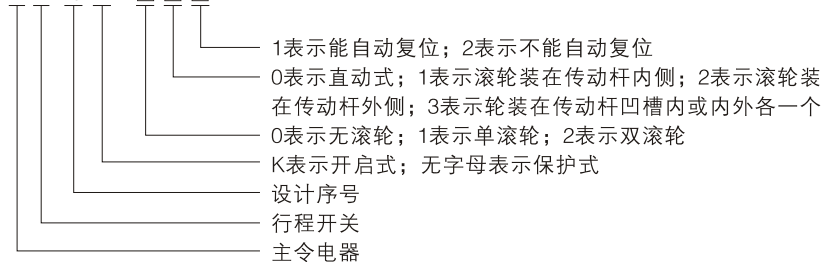 1表示能自动复位；2表示不能自动复位
0表示直动式；1表示滚轮装在传动杆内侧；2表示滚轮装
在传动杆外侧；3表示轮装在传动杆凹槽内或内外各一个
0表示无滚轮；1表示单滚轮；2表示双滚轮
K表示开启式；无字母表示保护式
设计序号
行程开关
主令电器